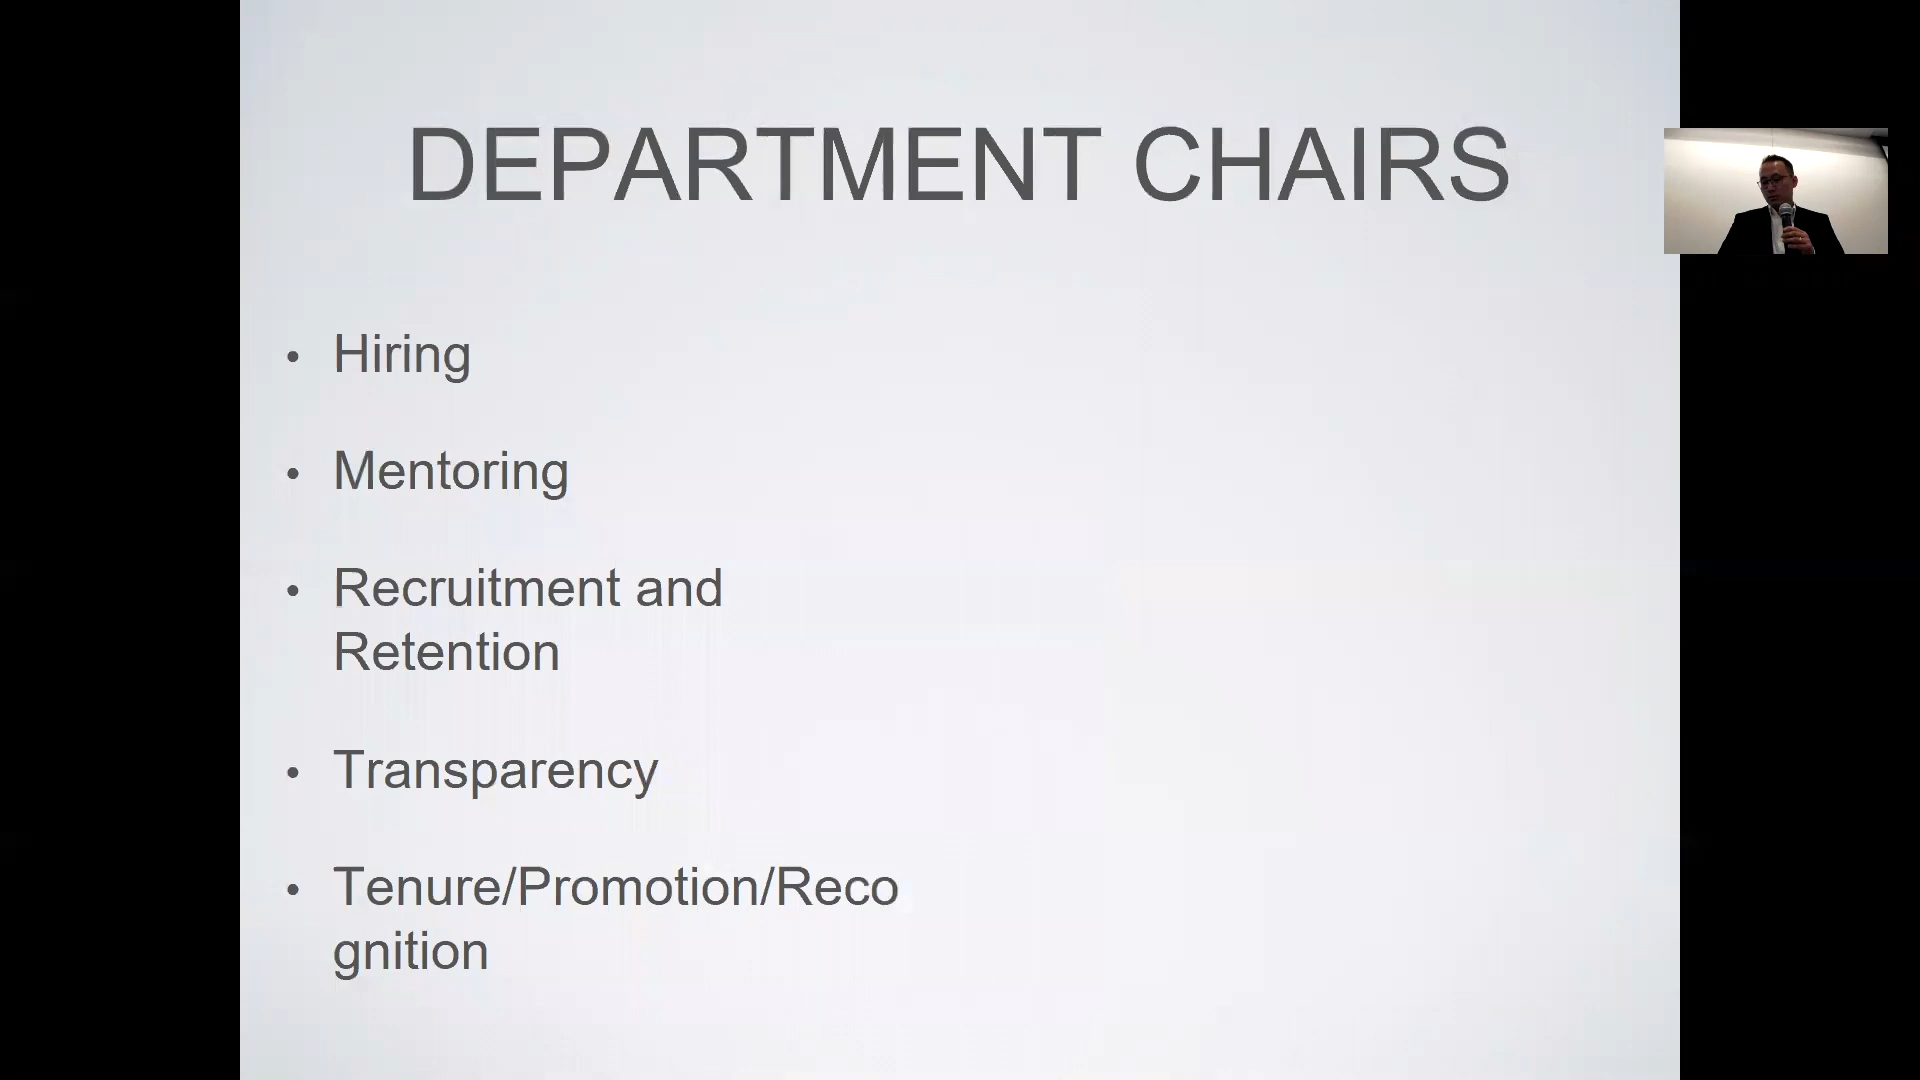 DEPARTMENT CHAIRS
• Hiring
• Mentoring
• Recruitment and
Retention
• Transparency
• Tenure/Promotion/Reco
gnition